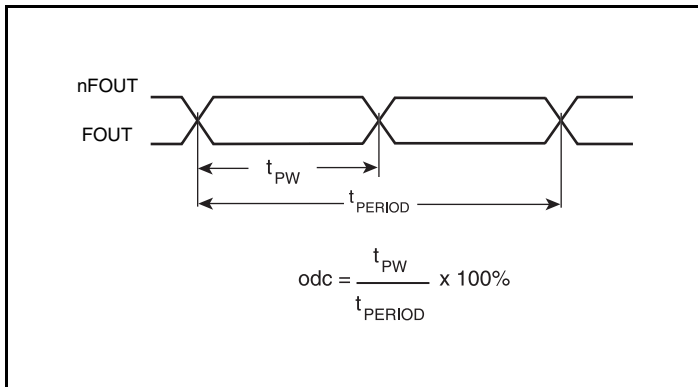 nFOUT
FOUT
tPW
tPERIOD
odc = tPW / tPERIOD x 100%